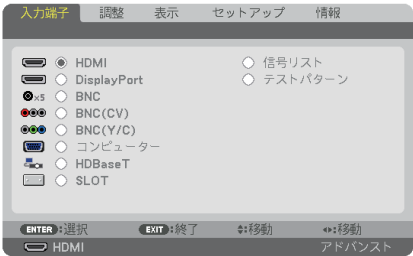 入力端子 調整 表示 セットアップ 情報
HDMI 信号リスト
DisplayPort テストパターン
×5 BNC
BNC(CV)
BNC(Y/C)
コンピューター
HDBaseT
SLOT
ENTER:選択 EXIT:終了 :移動 :移動
HDMI アドバンスト